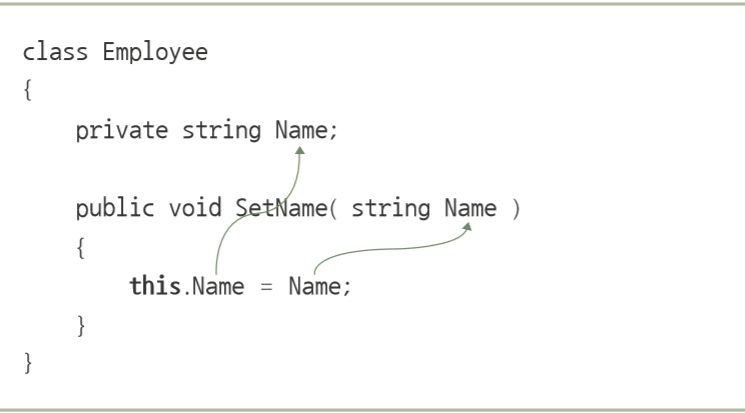 class Employee
{
private string Name;
public void SetName( string Name )
{
this.Name = Name;
}
}